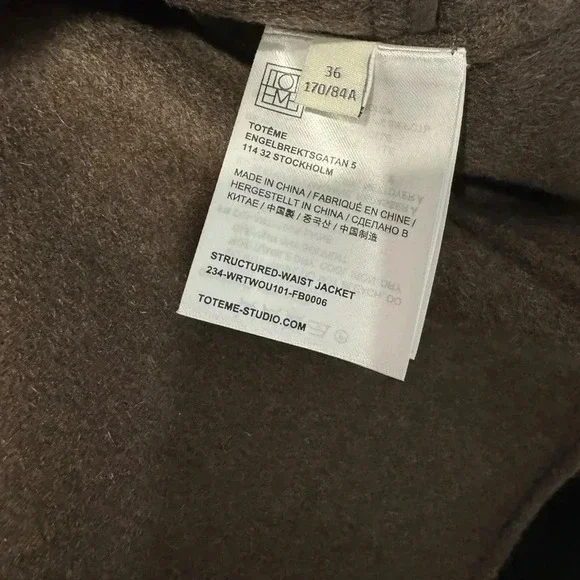 TO
EME
36
170/84A
TOTÊME
ENGELBREKTSGATAN 5
114 32 STOCKHOLM
MADE IN CHINA / FABRIQUÉ EN CHINE /
HERGESTELLT IN CHINA / СДЕЛАНО В
КИТАЕ / 中国製 / 중국산 / 中国制造
STRUCTURED-WAIST JACKET
234-WRTWOU101-FB0006
TOTEME-STUDIO.COM